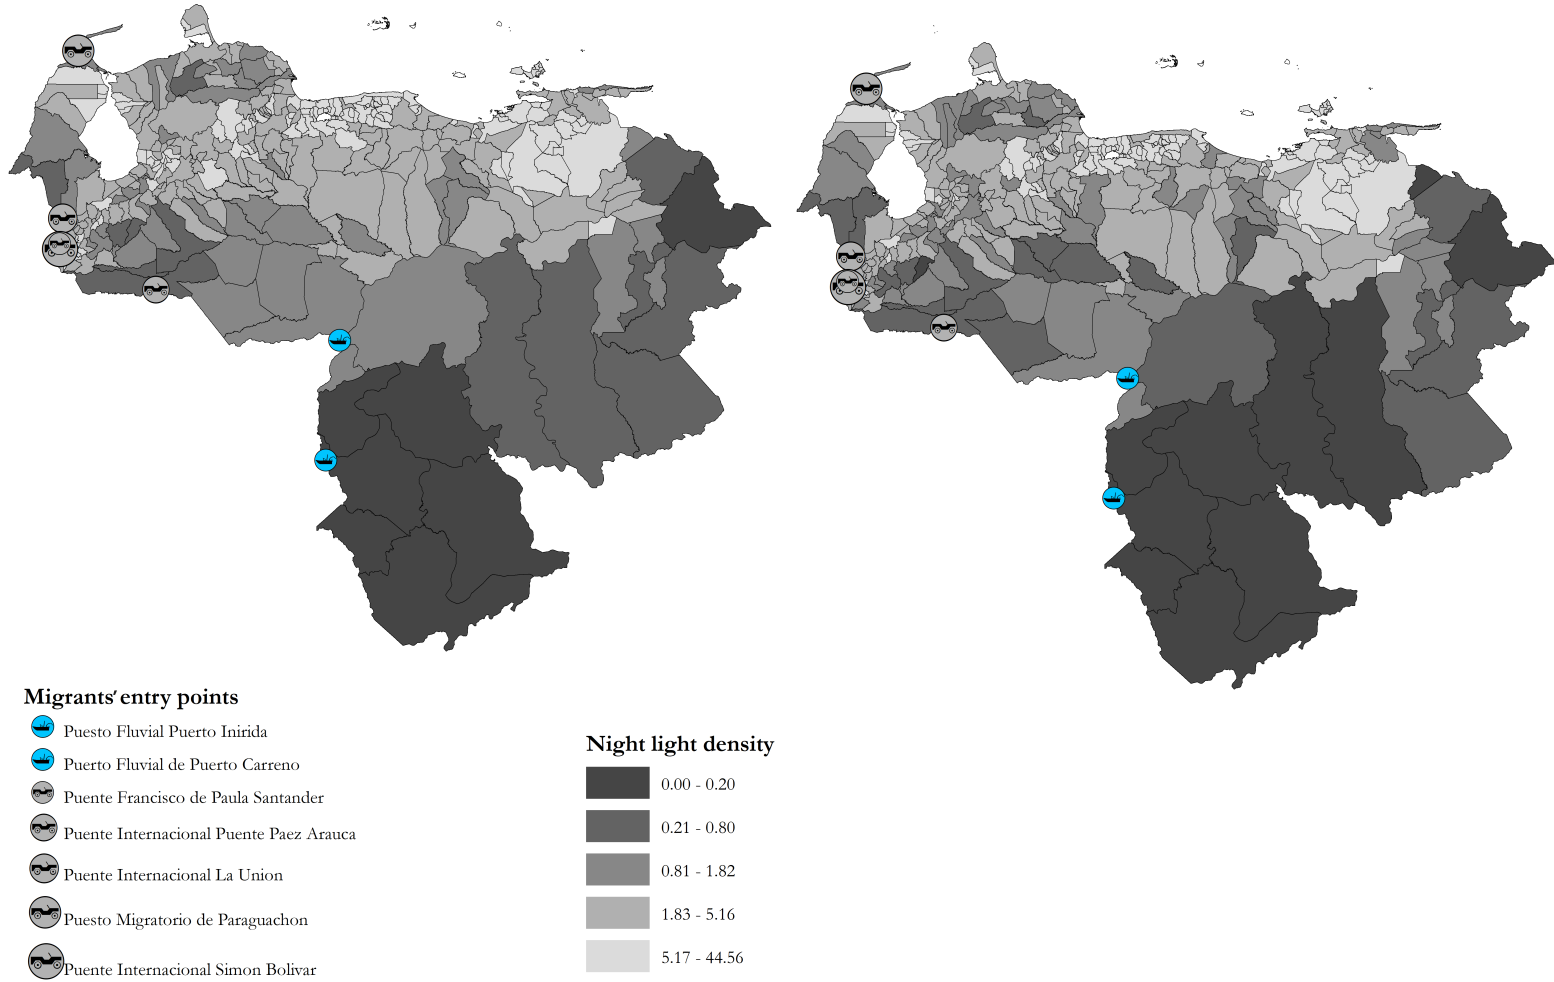 Migrants' entry points
Puesto Fluvial Puerto Inirida
Puerto Fluvial de Puerto Carreno
Puente Francisco de Paula Santander
Puente Internacional Puente Paez Arauca
Puente Internacional La Union
Puesto Migratorio de Paraguachon
Puente Internacional Simon Bolivar
Night light density
0.00 - 0.20
0.21 - 0.80
0.81 - 1.82
1.83 - 5.16
5.17 - 44.56